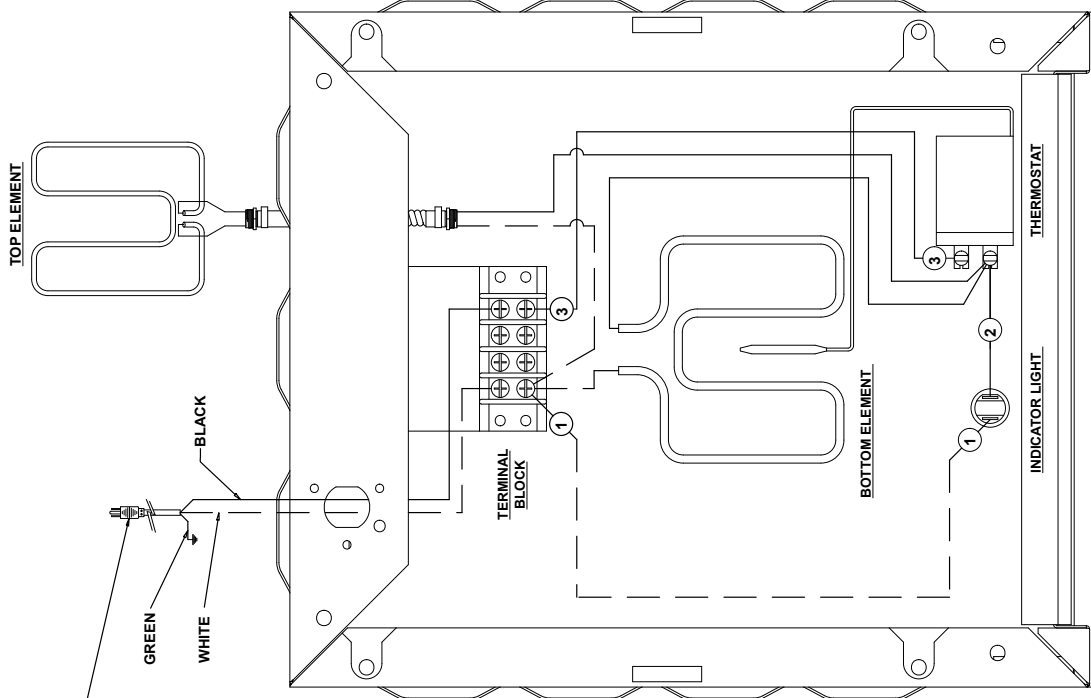 TOP ELEMENT
GREEN
WHITE
BLACK
TERMINAL
BLOCK
1
3
BOTTOM ELEMENT
3
1
2
INDICATOR LIGHT
THERMOSTAT